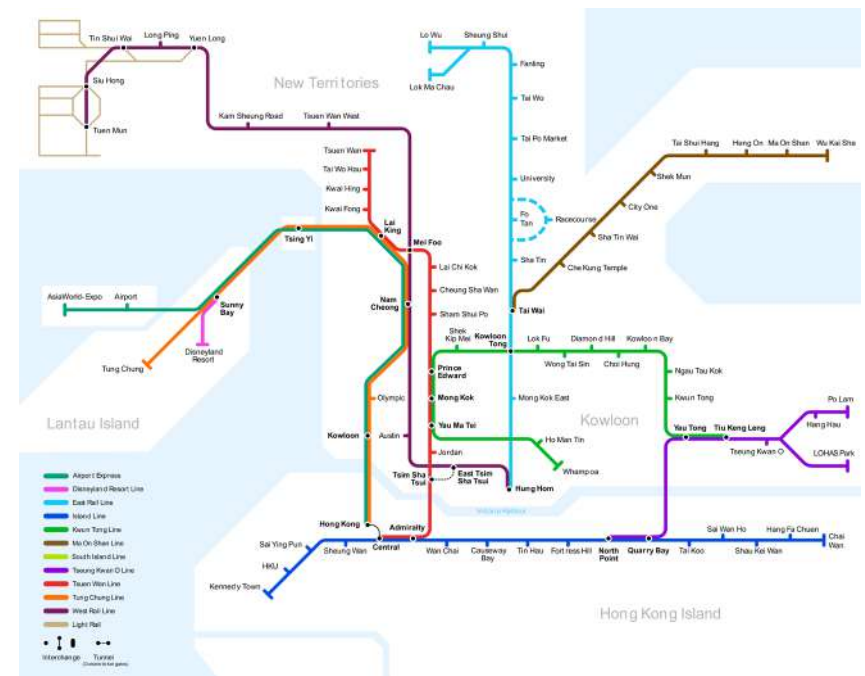 Tin Shui Wai
Long Ping
Yuen Long
Siu Hong
Tuen Mun
New Territories
Kam Sheung Road
Tsuen Wan West
Lo Wu
Sheung Shui
Lok Ma Chau
Fanling
Tai Wo
Tai Po Market
University
Fo
Tan
Racecourse
Sha Tin
Tai Wai
Tai Shui Hang
Heng On
Ma On Shan
Wu Kai Sha
Shek Mun
City One
Sha Tin Wai
Che Kung Temple
Tsuen Wan
Tai Wo Hau
Kwai Hing
Kwai Fong
Lai
King
Mei Foo
Tsing Yi
Lai Chi Kok
Cheung Sha Wan
Sham Shui Po
Nam
Cheong
AsiaWorld-Expo
Airport
Sunny
Bay
Disneyland
Resort
Tung Chung
Lantau Island
Shek
Kip Mei
Kowloon
Tong
Lok Fu
Wong Tai Sin
Diamond Hill
Choi Hung
Kowloon Bay
Ngau Tau Kok
Kwun Tong
Prince
Edward
Mong Kok
Yau Ma Tei
Olympic
Mong Kok East
Kowloon
Kowloon
Austin
Jordan
Ho Man Tin
Whampoa
Yau Tong
Tiu Keng Leng
Tseung Kwan O
Po Lam
Hang Hau
LOHAS Park
Tsim Sha
Tsui
East Tsim
Sha Tsui
Hung Hom
Victoria Harbour
Hong Kong
Admiralty
Central
Sai Ying Pun
HKU
Kennedy Town
Sheung Wan
Wan Chai
Causeway
Bay
Tin Hau
Fort ress Hill
North
Point
Quarry Bay
Tai Koo
Sai Wan Ho
Shau Kei Wan
Hang Fa Chuen
Chai
Wan
Hong Kong Island
Airport Express
Disneyland Resort Line
East Rail Line
Island Line
Kwun Tong Line
Ma On Shan Line
South Island Line
Tseung Kwan O Line
Tsuen Wan Line
Tung Chung Line
West Rail Line
Light Rail
Interchange
Tunnel